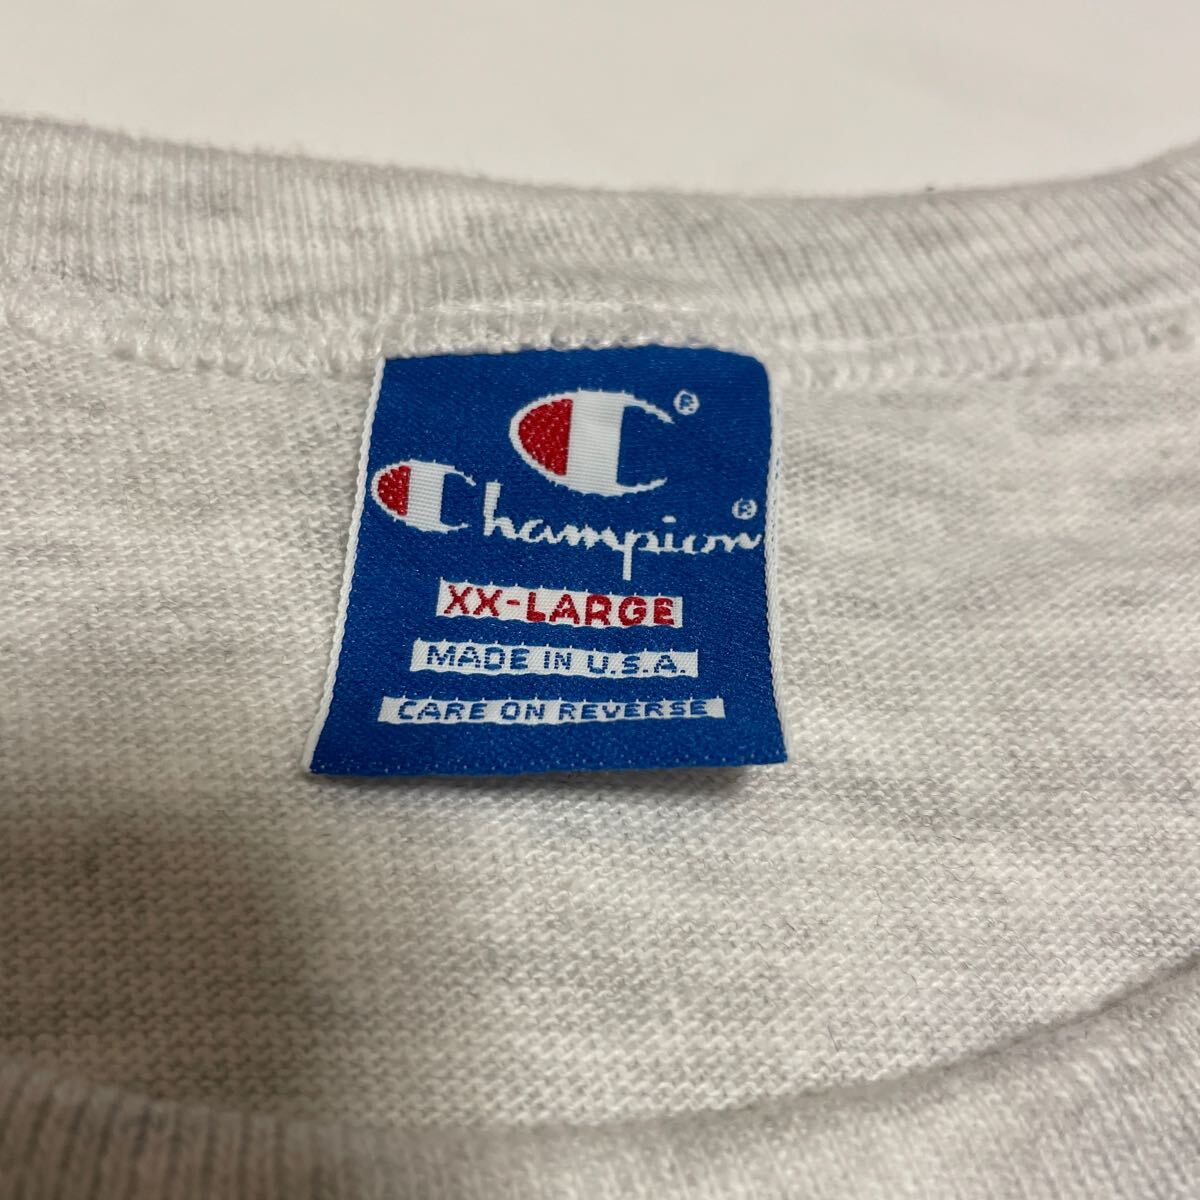 C®
Champion®
XX-LARGE
MADE IN U.S.A.
CARE ON REVERSE